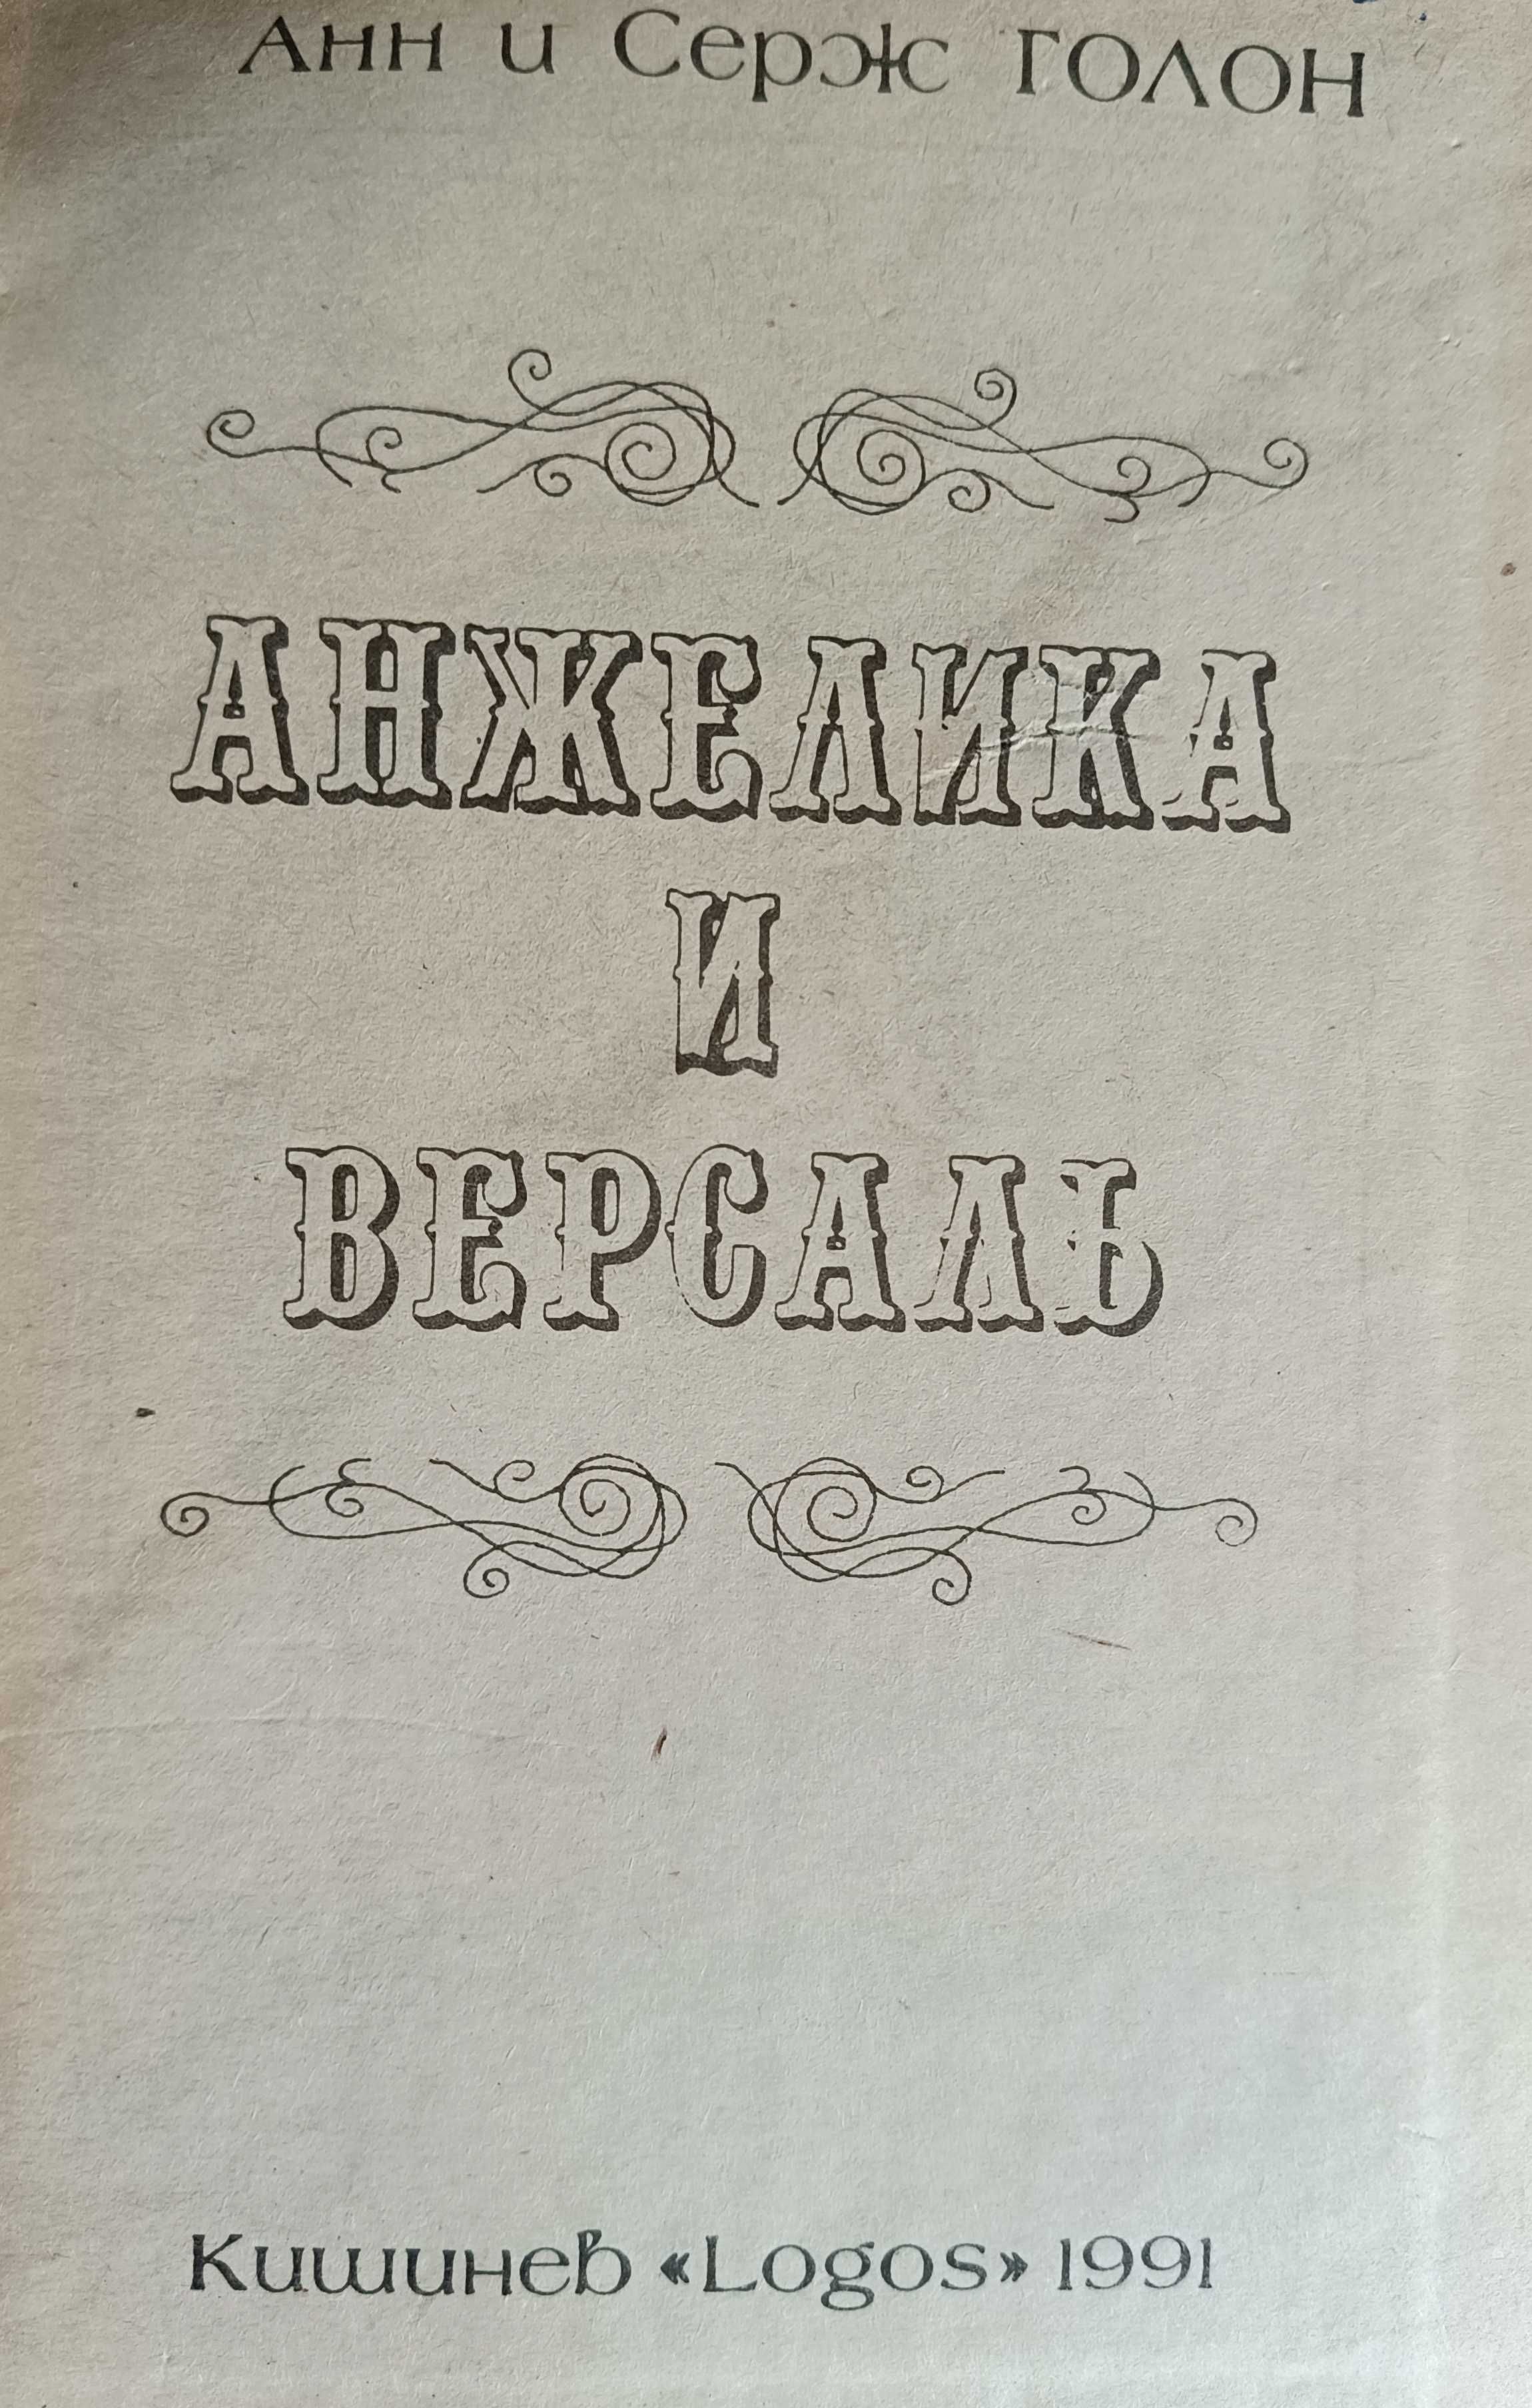 Анн и Серж ГОЛОН
АНЖЕЛИКА
И
ВЕРСАЛЬ
Кишинев «Logos» 1991